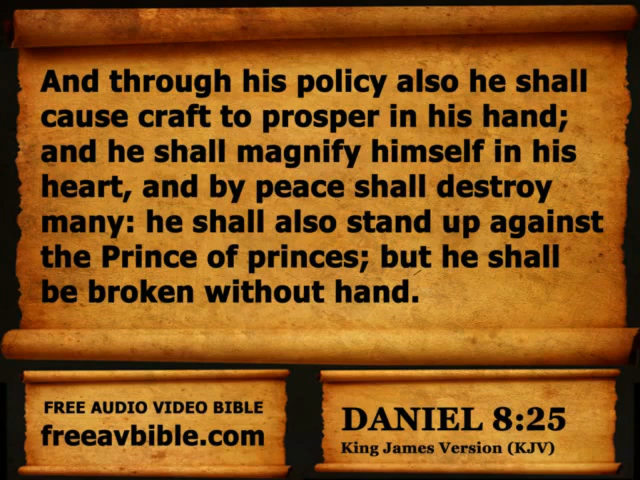 And through his policy also he shall
cause craft to prosper in his hand;
and he shall magnify himself in his
heart, and by peace shall destroy
many: he shall also stand up against
the Prince of princes; but he shall
be broken without hand.
FREE AUDIO VIDEO BIBLE
freeavbible.com
DANIEL 8:25
King James Version (KJV)